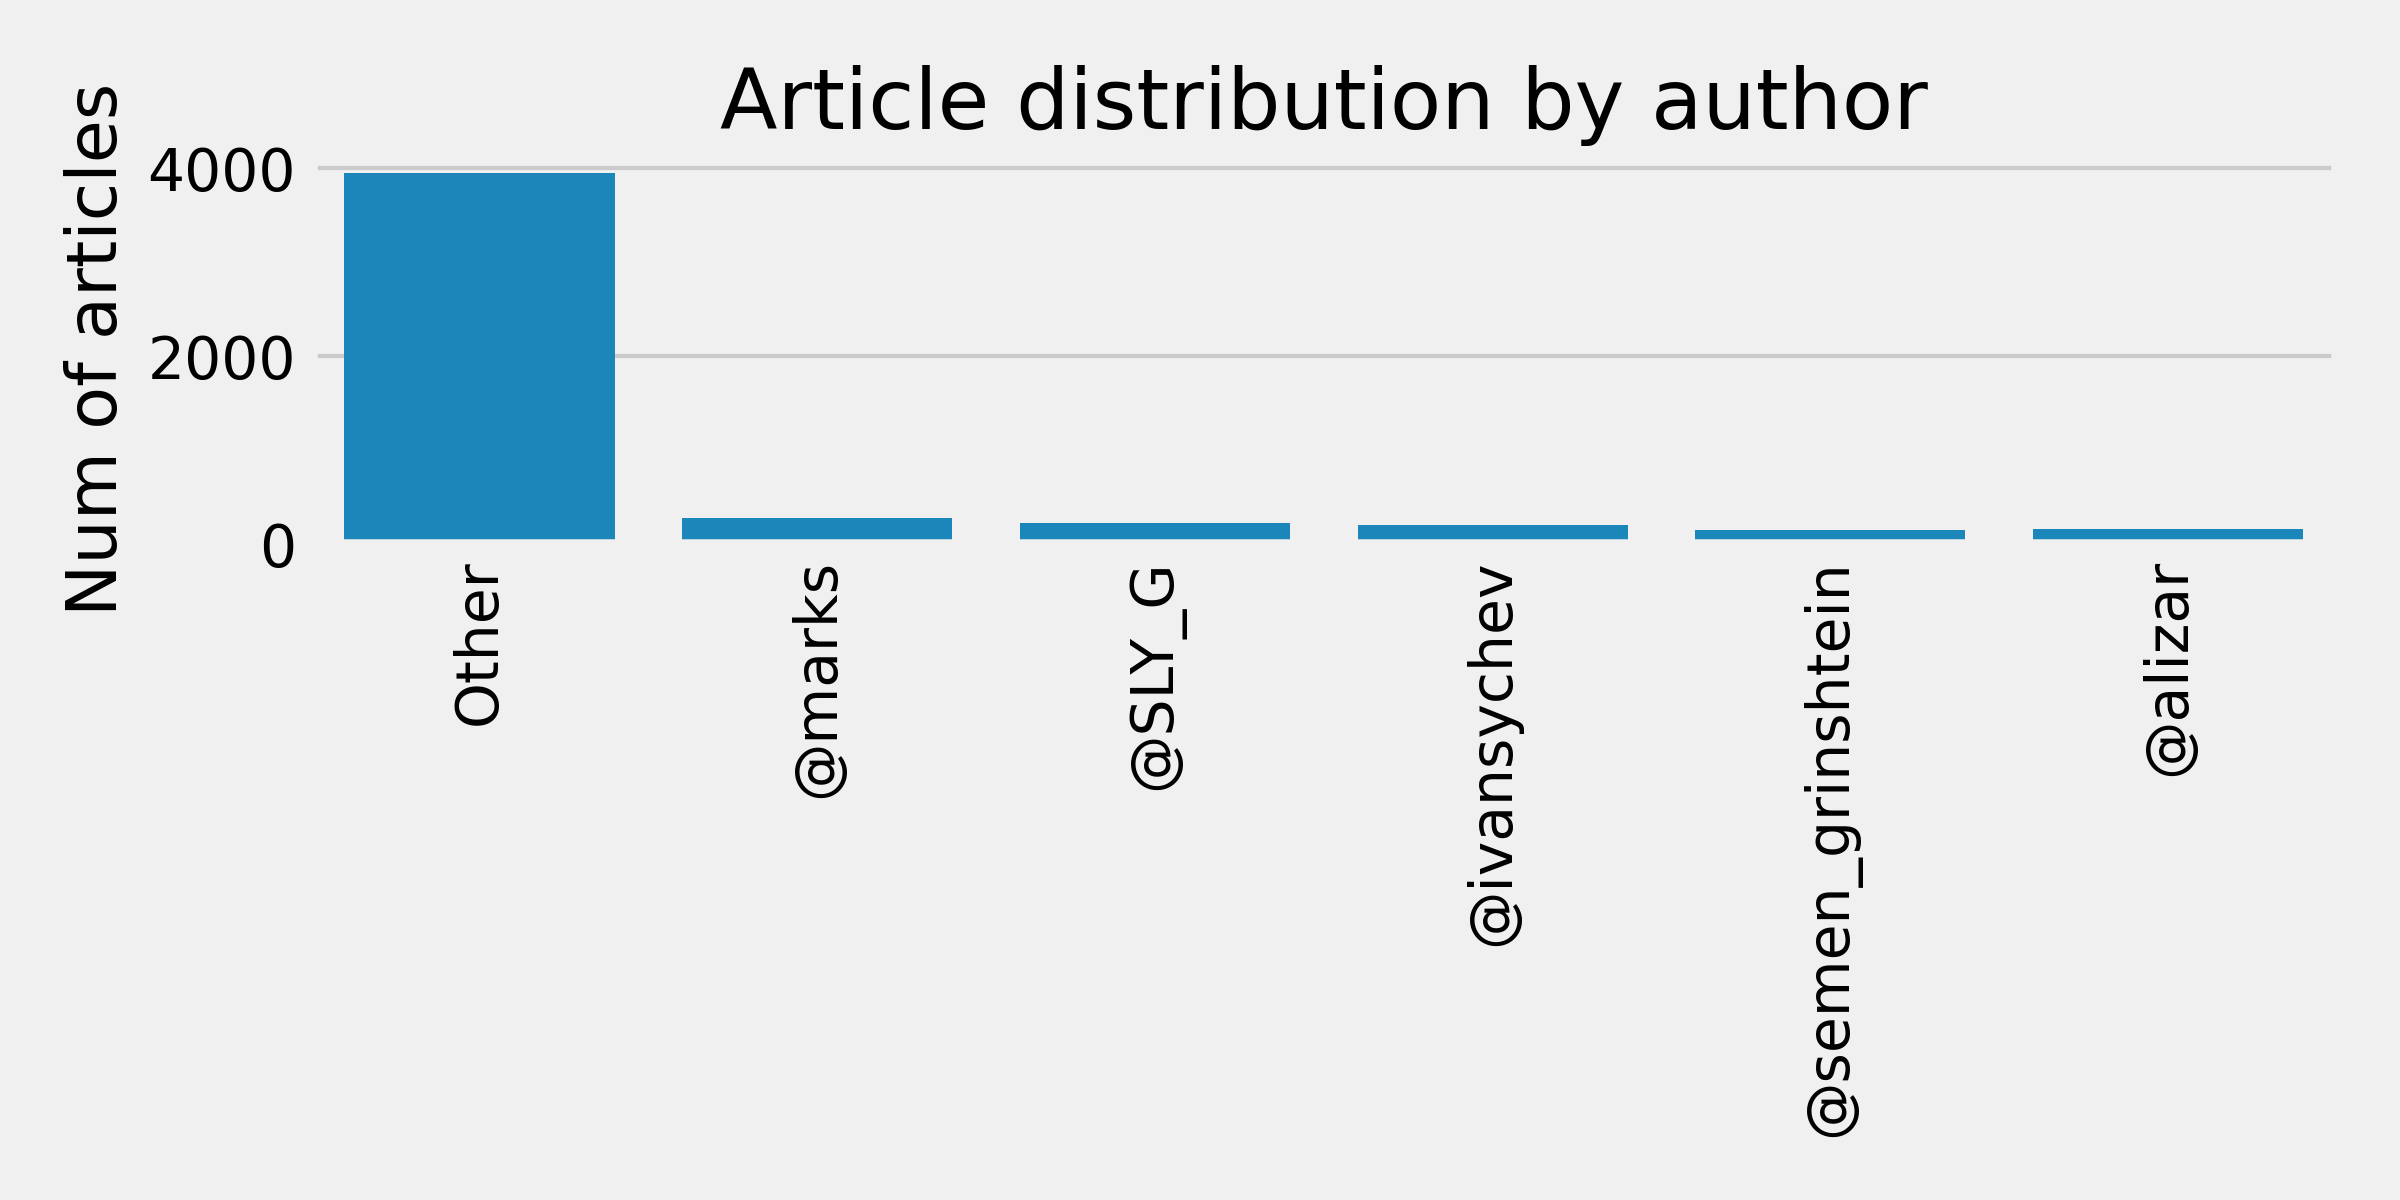 Article distribution by author
Num of articles
4000
2000
0
Other
@marks
@SLY_G
@ivansychev
@semen_grinshtein
@alizar